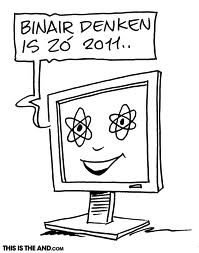 BINAIR DENKEN
IS ZÓ 2011..
THIS IS THE AND.COM